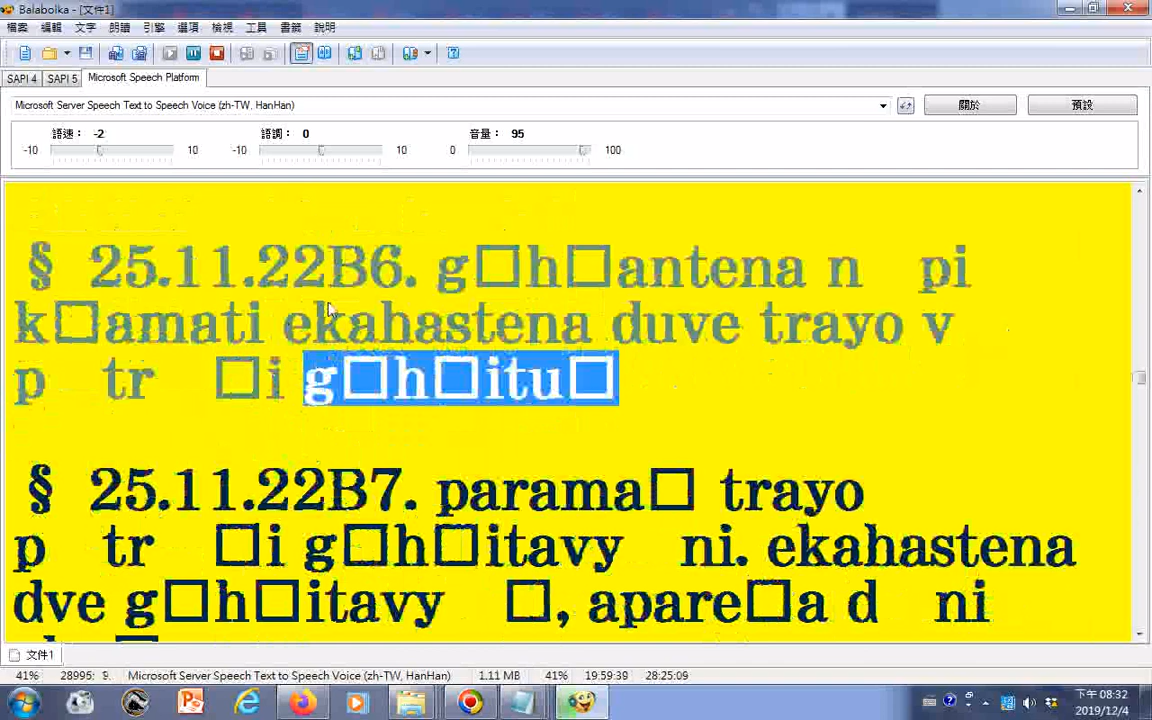 Balabolka - [文件1]
檔案 編輯 文字 朗讀 引擎 選項 檢視 工具 書籤 說明
SAPI 4 SAPI 5 Microsoft Speech Platform
Microsoft Server Speech Text to Speech Voice (zh-TW, HanHan) 關於 預設
語速： -2 語調： 0 音量： 95
-10 10 -10 10 0 100
§ 25.11.22B6. g□h□antena n pi
k□amati ekahastena duve trayo v
p tr □i g□h□itu□
§ 25.11.22B7. parama□ trayo
p tr □i g□h□itavy ni. ekahastena
dve g□h□itavy □, apare□a d ni
文件1
41% 28995: 9. Microsoft Server Speech Text to Speech Voice (zh-TW, HanHan) 1.11 MB 41% 19:59:39 28:25:09
下午 08:32
2019/12/4